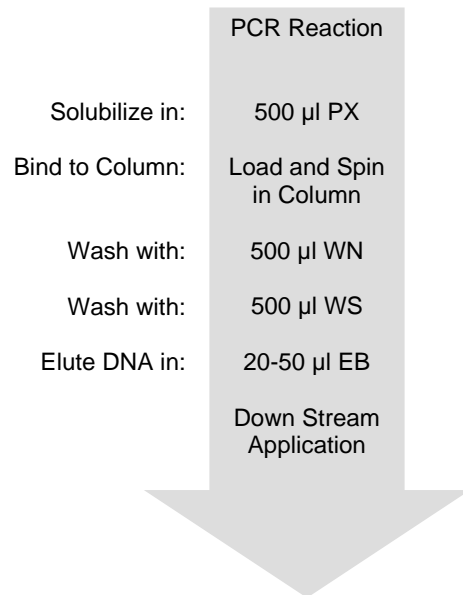 PCR Reaction
Solubilize in: 500 µl PX
Bind to Column: Load and Spin
in Column
Wash with: 500 µl WN
Wash with: 500 µl WS
Elute DNA in: 20-50 µl EB
Down Stream
Application